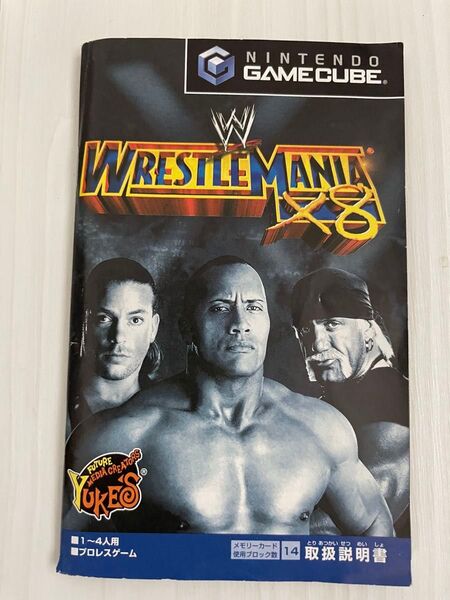 NINTENDO
GAMECUBE®
W
WRESTLEMANIA®
X8
FUTURE
MEDIA CREATORS
YUKE'S®
■1〜4人用
■プロレスゲーム
メモリーカード
使用ブロック数
14
とり あつかい せつ めい しょ
取扱説明書